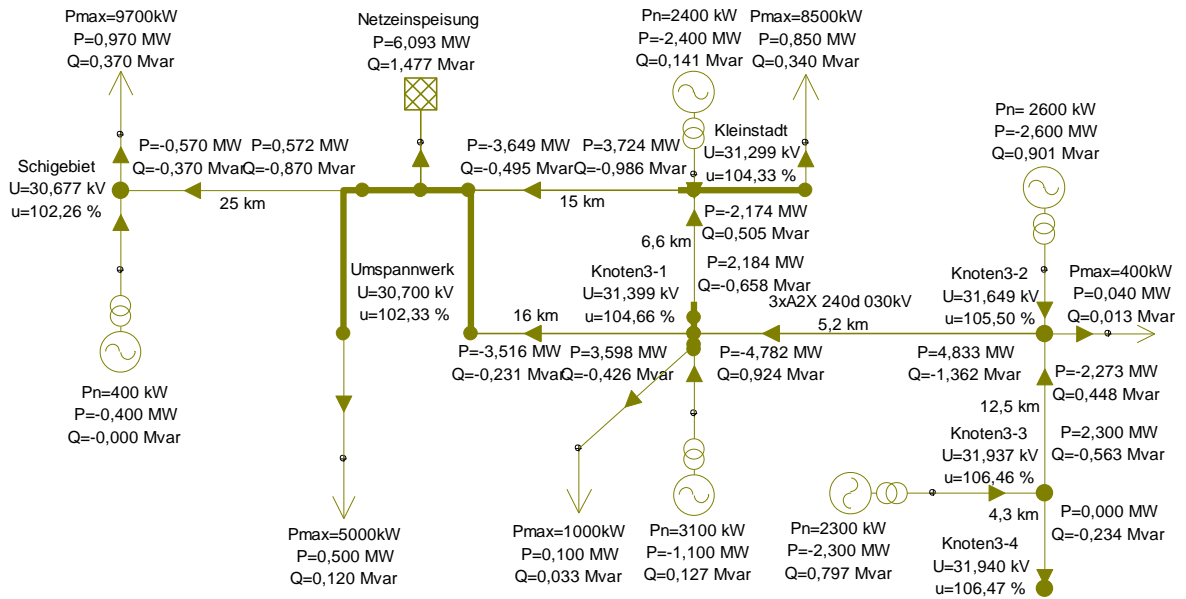 Pmax=9700kW
P=0,970 MW
Q=0,370 Mvar
Netzeinspeisung
P=6,093 MW
Q=1,477 Mvar
Pn=2400 kW
P=-2,400 MW
Q=0,141 Mvar
Pmax=8500kW
P=0,850 MW
Q=0,340 Mvar
Pn= 2600 kW
P=-2,600 MW
Q=0,901 Mvar
Schigebiet
U=30,677 kV
u=102,26 %
P=-0,570 MW
Q=-0,370 Mvar
P=0,572 MW
Q=-0,870 Mvar
25 km
P=-3,649 MW
Q=-0,495 Mvar
P=3,724 MW
Q=-0,986 Mvar
15 km
Kleinstadt
U=31,299 kV
u=104,33 %
P=-2,174 MW
Q=0,505 Mvar
6,6 km
P=2,184 MW
Q=-0,658 Mvar
Umspannwerk
U=30,700 kV
u=102,33 %
Knoten3-1
U=31,399 kV
u=104,66 %
16 km
P=-3,516 MW
Q=-0,231 Mvar
P=3,598 MW
Q=-0,426 Mvar
3xA2X 240d 030kV
5,2 km
P=-4,782 MW
Q=0,924 Mvar
Knoten3-2
U=31,649 kV
u=105,50 %
Pmax=400kW
P=0,040 MW
Q=0,013 Mvar
P=4,833 MW
Q=-1,362 Mvar
P=-2,273 MW
Q=0,448 Mvar
12,5 km
Knoten3-3
U=31,937 kV
u=106,46 %
P=2,300 MW
Q=-0,563 Mvar
Pn=400 kW
P=-0,400 MW
Q=-0,000 Mvar
Pmax=5000kW
P=0,500 MW
Q=0,120 Mvar
Pmax=1000kW
P=0,100 MW
Q=0,033 Mvar
Pn=3100 kW
P=-1,100 MW
Q=0,127 Mvar
Pn=2300 kW
P=-2,300 MW
Q=0,797 Mvar
4,3 km
P=0,000 MW
Q=-0,234 Mvar
Knoten3-4
U=31,940 kV
u=106,47 %